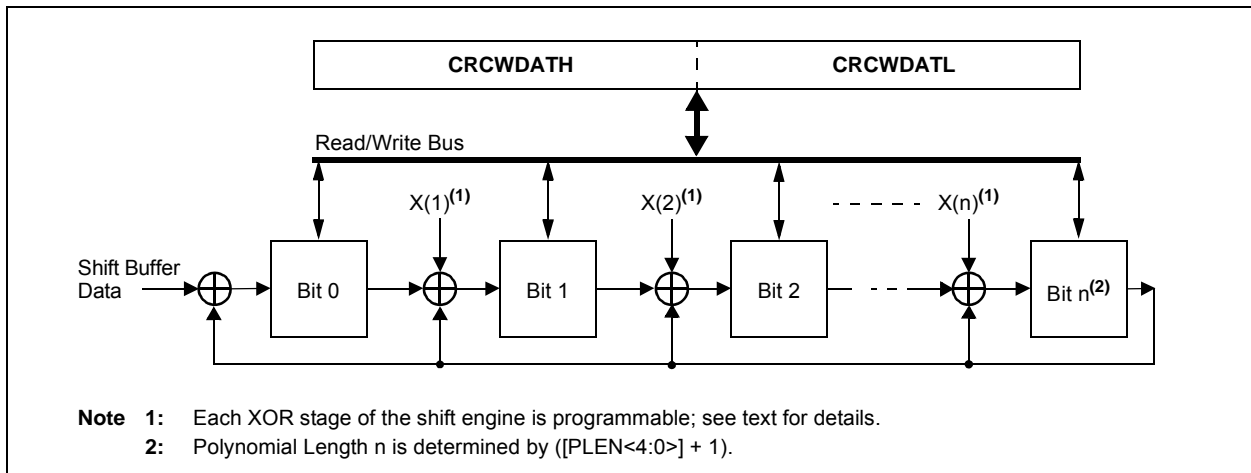 CRCWDATH CRCWDATL
Read/Write Bus
X(1)(1) X(2)(1) X(n)(1)
Shift Buffer
Data
Bit 0 Bit 1 Bit 2 Bit n(2)
Note 1: Each XOR stage of the shift engine is programmable; see text for details.
2: Polynomial Length n is determined by ([PLEN<4:0>] + 1).